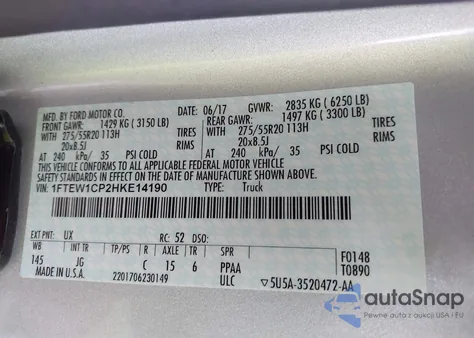 MFD. BY FORD MOTOR CO. 06/17 GVWR: 2835 KG ( 6250 LB)
FRONT GAWR: 1429 KG ( 3150 LB) REAR GAWR: 1497 KG ( 3300 LB)
WITH 275/55R20 113H TIRES WITH 275/55R20 113H TIRES
20x8.5J RIMS 20x8.5J RIMS
AT 240 kPa/ 35 PSI COLD AT 240 kPa/ 35 PSI COLD
THIS VEHICLE CONFORMS TO ALL APPLICABLE FEDERAL MOTOR VEHICLE
SAFETY STANDARDS IN EFFECT ON THE DATE OF MANUFACTURE SHOWN ABOVE.
VIN: 1FTEW1CP2HKE14190 TYPE: Truck
EXT PNT: UX RC: 52 DSO:
WB INT TR TP/PS R AXLE TR SPR F0148
145 JG C 15 6 PPAA T0890
MADE IN U.S.A. 2201706230149 ULC 5U5A-3520472-AA
autoSnap
Pewne auta z aukcji USA i EU